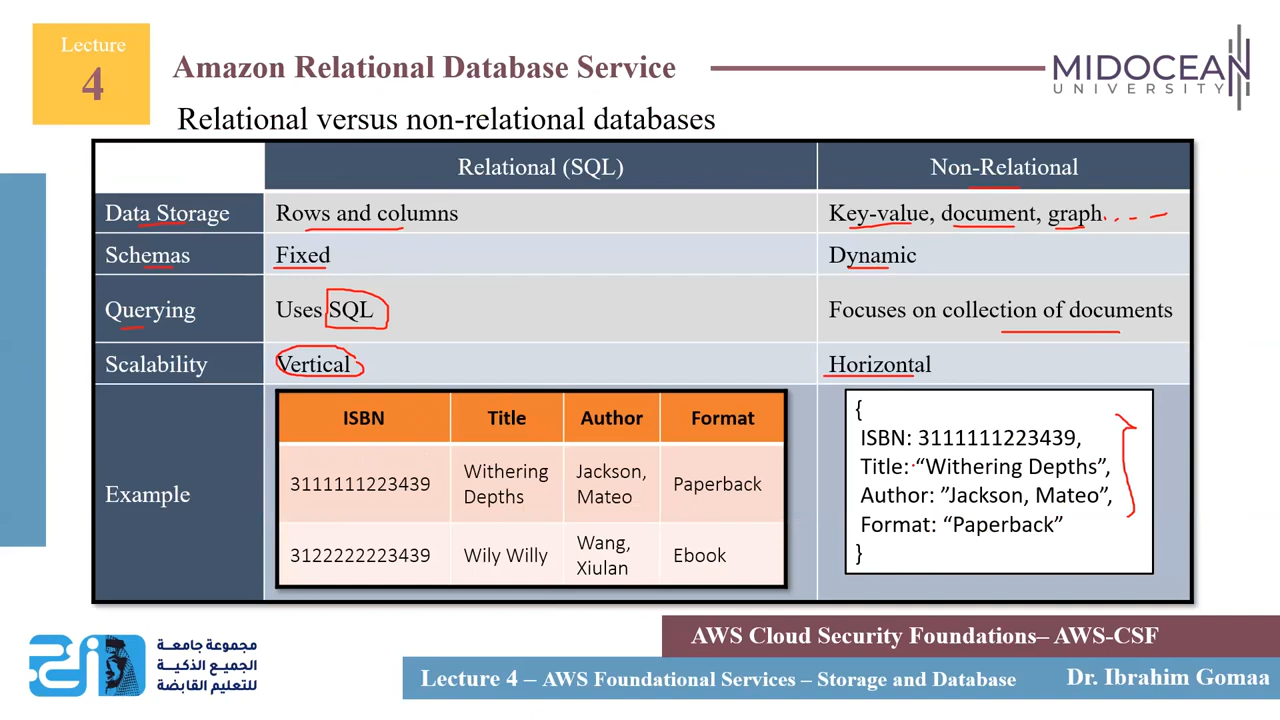 Lecture
4
Amazon Relational Database Service
MIDOCEAN
UNIVERSITY
Relational versus non-relational databases
Relational (SQL)
Non-Relational
Data Storage
Rows and columns
Key-value, document, graph
Schemas
Fixed
Dynamic
Querying
Uses SQL
Focuses on collection of documents
Scalability
Vertical
Horizontal
Example
ISBN
Title
Author
Format
3111111223439
Withering
Depths
Jackson,
Mateo
Paperback
3122222223439
Wily Willy
Wang,
Xiulan
Ebook
{
ISBN: 3111111223439,
Title: “Withering Depths”,
Author: ”Jackson, Mateo”,
Format: “Paperback”
}
مجموعة جامعة
الجميع الذكية
للتعليم القابضة
AWS Cloud Security Foundations– AWS-CSF
Lecture 4 – AWS Foundational Services – Storage and Database
Dr. Ibrahim Gomaa